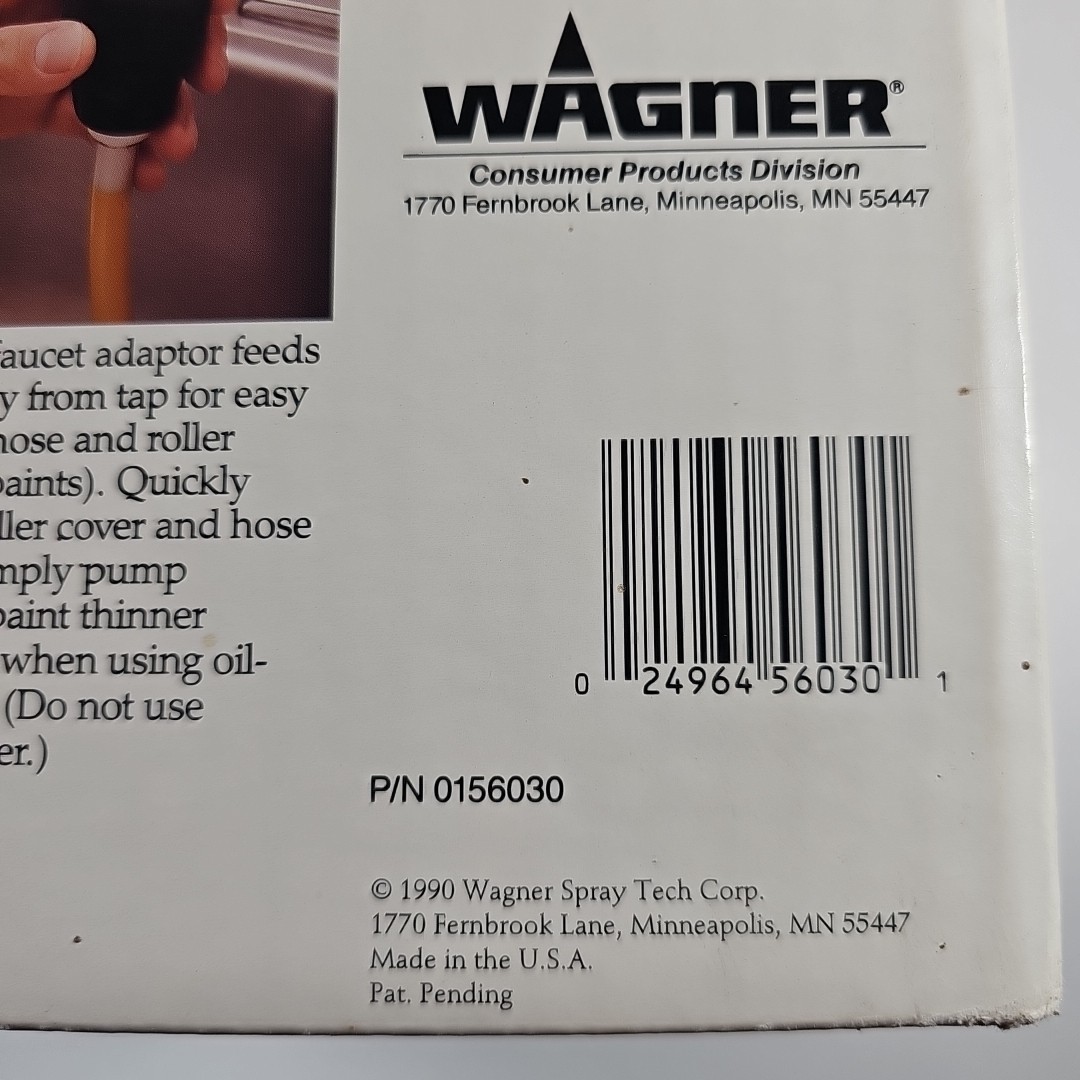 WAGNER®
Consumer Products Division
1770 Fernbrook Lane, Minneapolis, MN 55447
faucet adaptor feeds
y from tap for easy
hose and roller
paints). Quickly
ller cover and hose
mply pump
paint thinner
when using oil-
(Do not use
er.)
0 24964 56030 1
P/N 0156030
© 1990 Wagner Spray Tech Corp.
1770 Fernbrook Lane, Minneapolis, MN 55447
Made in the U.S.A.
Pat. Pending